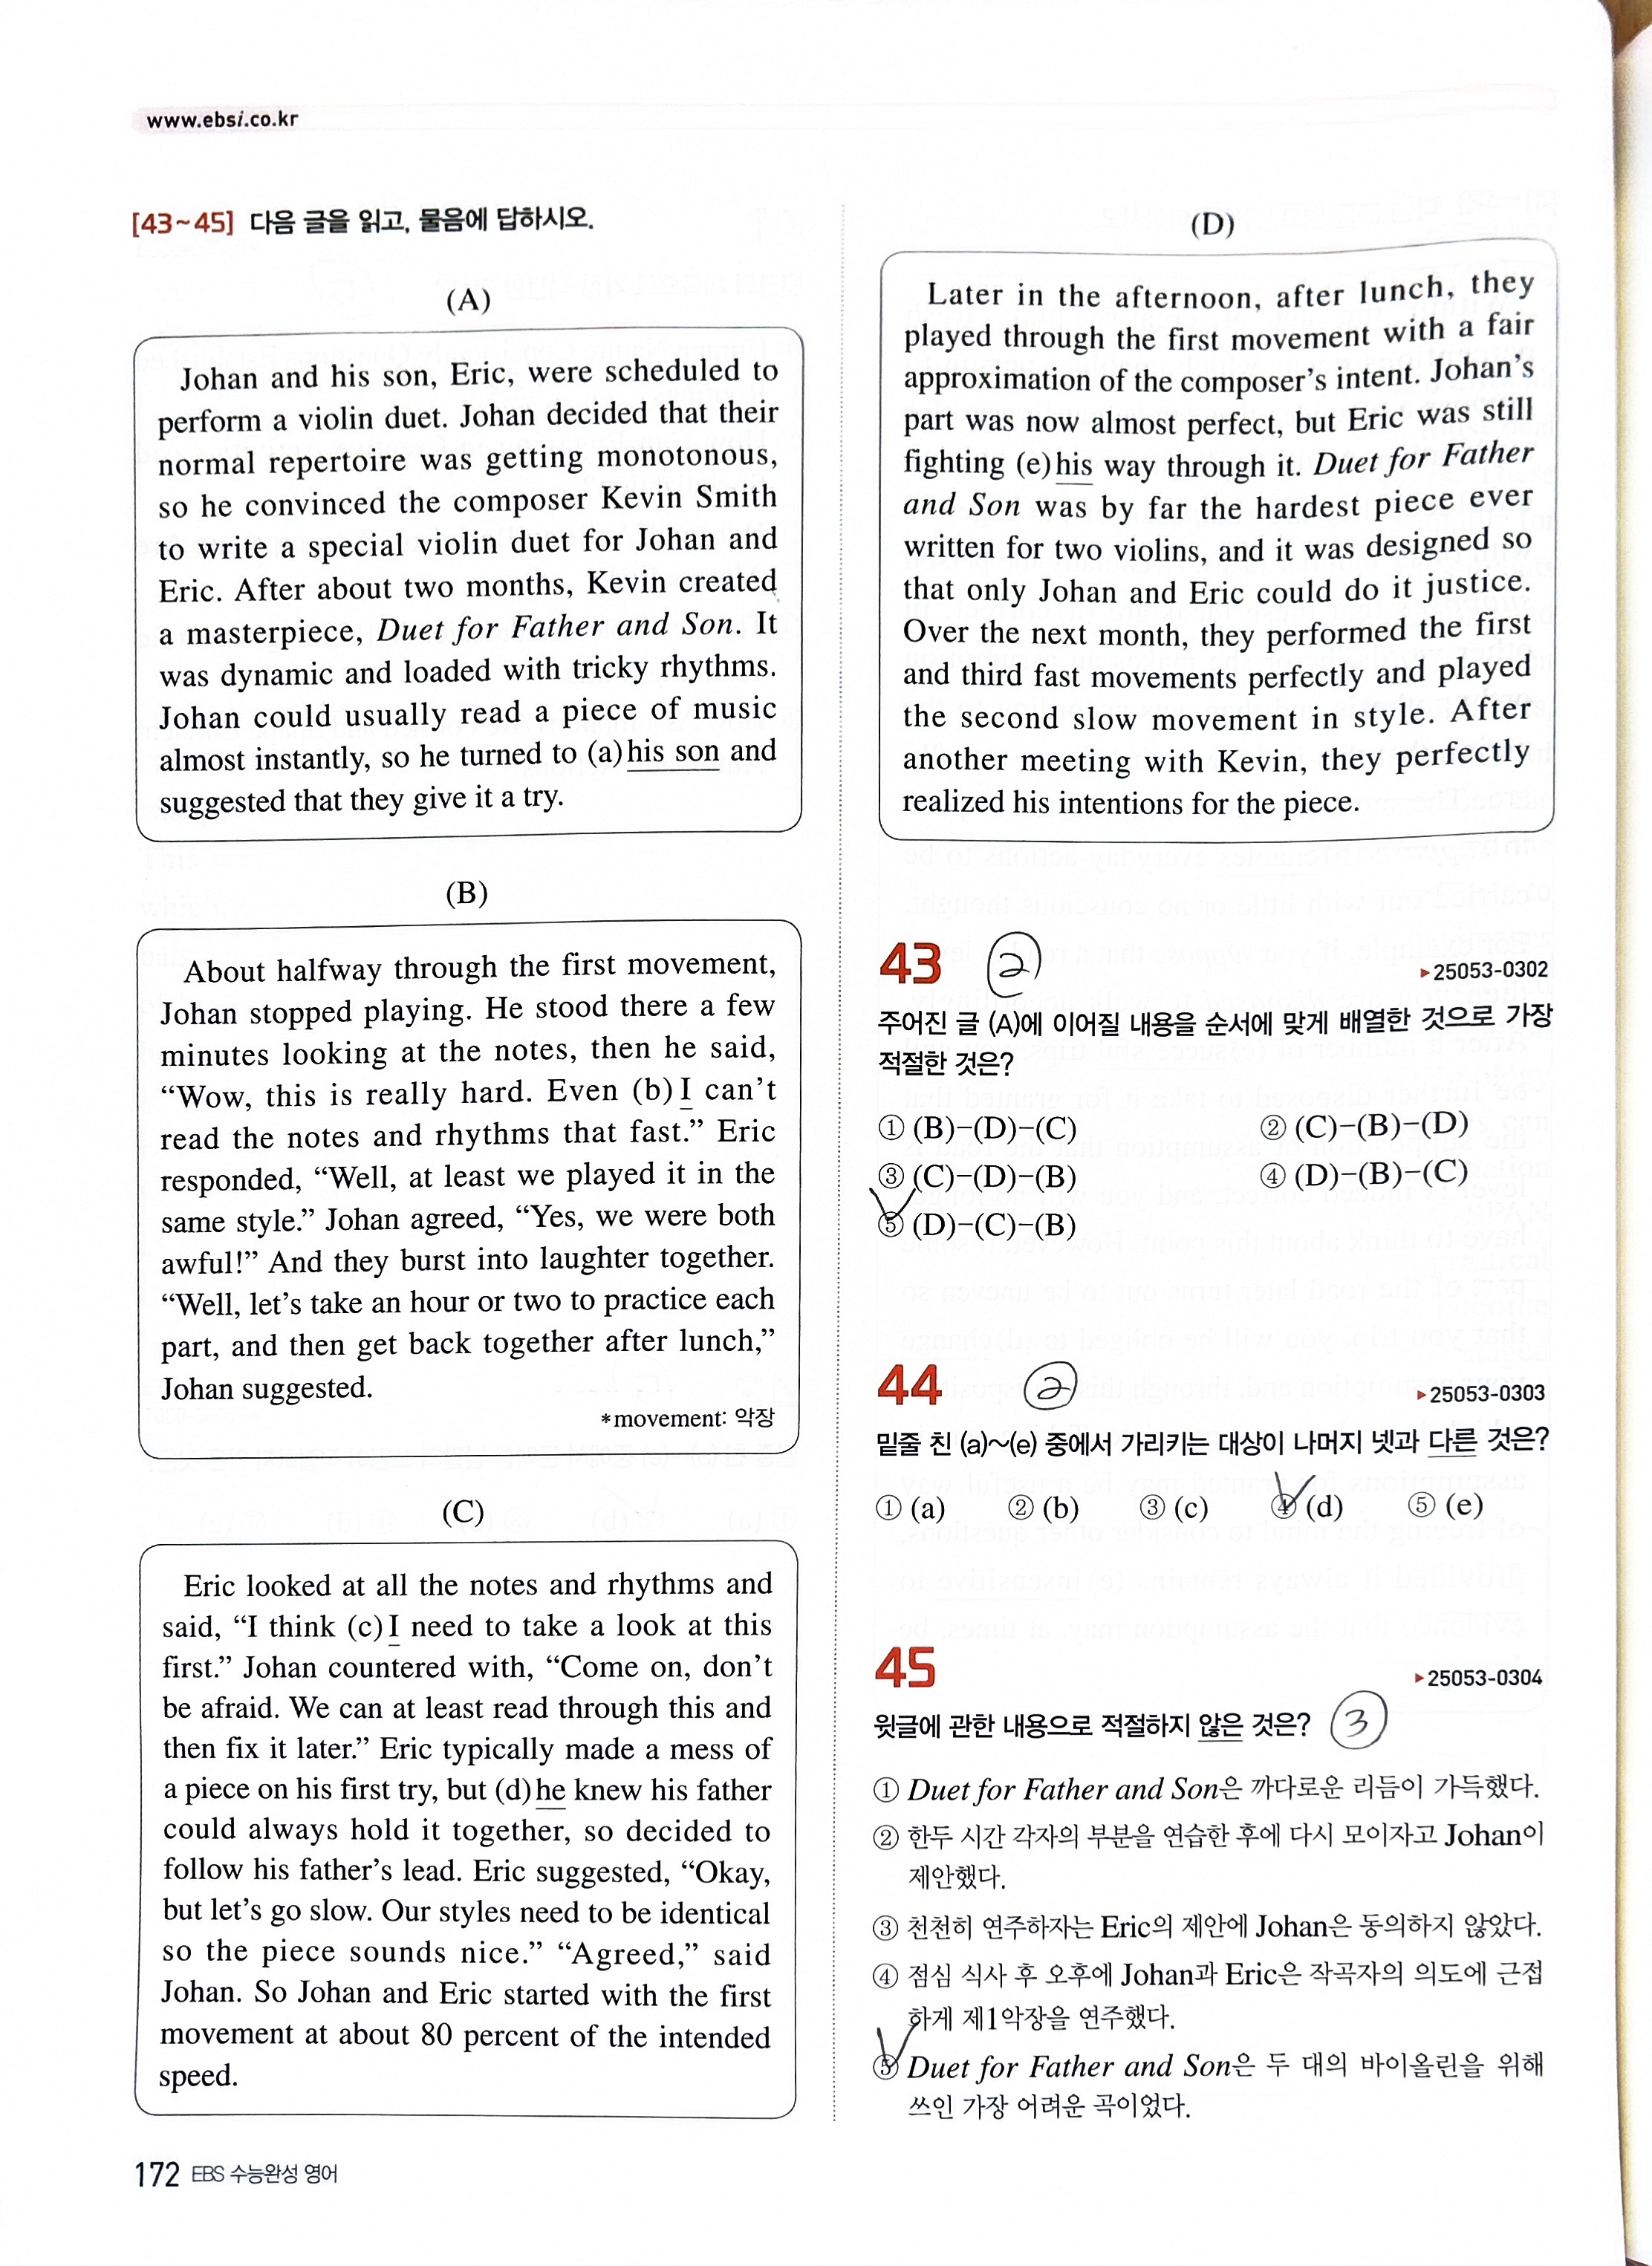 www.ebsi.co.kr
[43~45] 다음 글을 읽고, 물음에 답하시오.
(A)
Johan and his son, Eric, were scheduled to
perform a violin duet. Johan decided that their
normal repertoire was getting monotonous,
so he convinced the composer Kevin Smith
to write a special violin duet for Johan and
Eric. After about two months, Kevin created
a masterpiece, Duet for Father and Son. It
was dynamic and loaded with tricky rhythms.
Johan could usually read a piece of music
almost instantly, so he turned to (a) his son and
suggested that they give it a try.
(B)
About halfway through the first movement,
Johan stopped playing. He stood there a few
minutes looking at the notes, then he said,
“Wow, this is really hard. Even (b) I can’t
read the notes and rhythms that fast.” Eric
responded, “Well, at least we played it in the
same style.” Johan agreed, “Yes, we were both
awful!” And they burst into laughter together.
“Well, let’s take an hour or two to practice each
part, and then get back together after lunch,”
Johan suggested.
*movement: 악장
(C)
Eric looked at all the notes and rhythms and
said, “I think (c) I need to take a look at this
first.” Johan countered with, “Come on, don’t
be afraid. We can at least read through this and
then fix it later.” Eric typically made a mess of
a piece on his first try, but (d) he knew his father
could always hold it together, so decided to
follow his father’s lead. Eric suggested, “Okay,
but let’s go slow. Our styles need to be identical
so the piece sounds nice.” “Agreed,” said
Johan. So Johan and Eric started with the first
movement at about 80 percent of the intended
speed.
172 EBS 수능완성 영어
(D)
Later in the afternoon, after lunch, they
played through the first movement with a fair
approximation of the composer’s intent. Johan’s
part was now almost perfect, but Eric was still
fighting (e) his way through it. Duet for Father
and Son was by far the hardest piece ever
written for two violins, and it was designed so
that only Johan and Eric could do it justice.
Over the next month, they performed the first
and third fast movements perfectly and played
the second slow movement in style. After
another meeting with Kevin, they perfectly
realized his intentions for the piece.
43 ②
▸25053-0302
주어진 글 (A)에 이어질 내용을 순서에 맞게 배열한 것으로 가장
적절한 것은?
① (B)-(D)-(C) ② (C)-(B)-(D)
③ (C)-(D)-(B) ④ (D)-(B)-(C)
⑤ (D)-(C)-(B)
44 ②
▸25053-0303
밑줄 친 (a)~(e) 중에서 가리키는 대상이 나머지 넷과 다른 것은?
① (a) ② (b) ③ (c) ④ (d) ⑤ (e)
45
▸25053-0304
윗글에 관한 내용으로 적절하지 않은 것은? ③
① Duet for Father and Son은 까다로운 리듬이 가득했다.
② 한두 시간 각자의 부분을 연습한 후에 다시 모이자고 Johan이
제안했다.
③ 천천히 연주하자는 Eric의 제안에 Johan은 동의하지 않았다.
④ 점심 식사 후 오후에 Johan과 Eric은 작곡자의 의도에 근접
하게 제1악장을 연주했다.
⑤ Duet for Father and Son은 두 대의 바이올린을 위해
쓰인 가장 어려운 곡이었다.